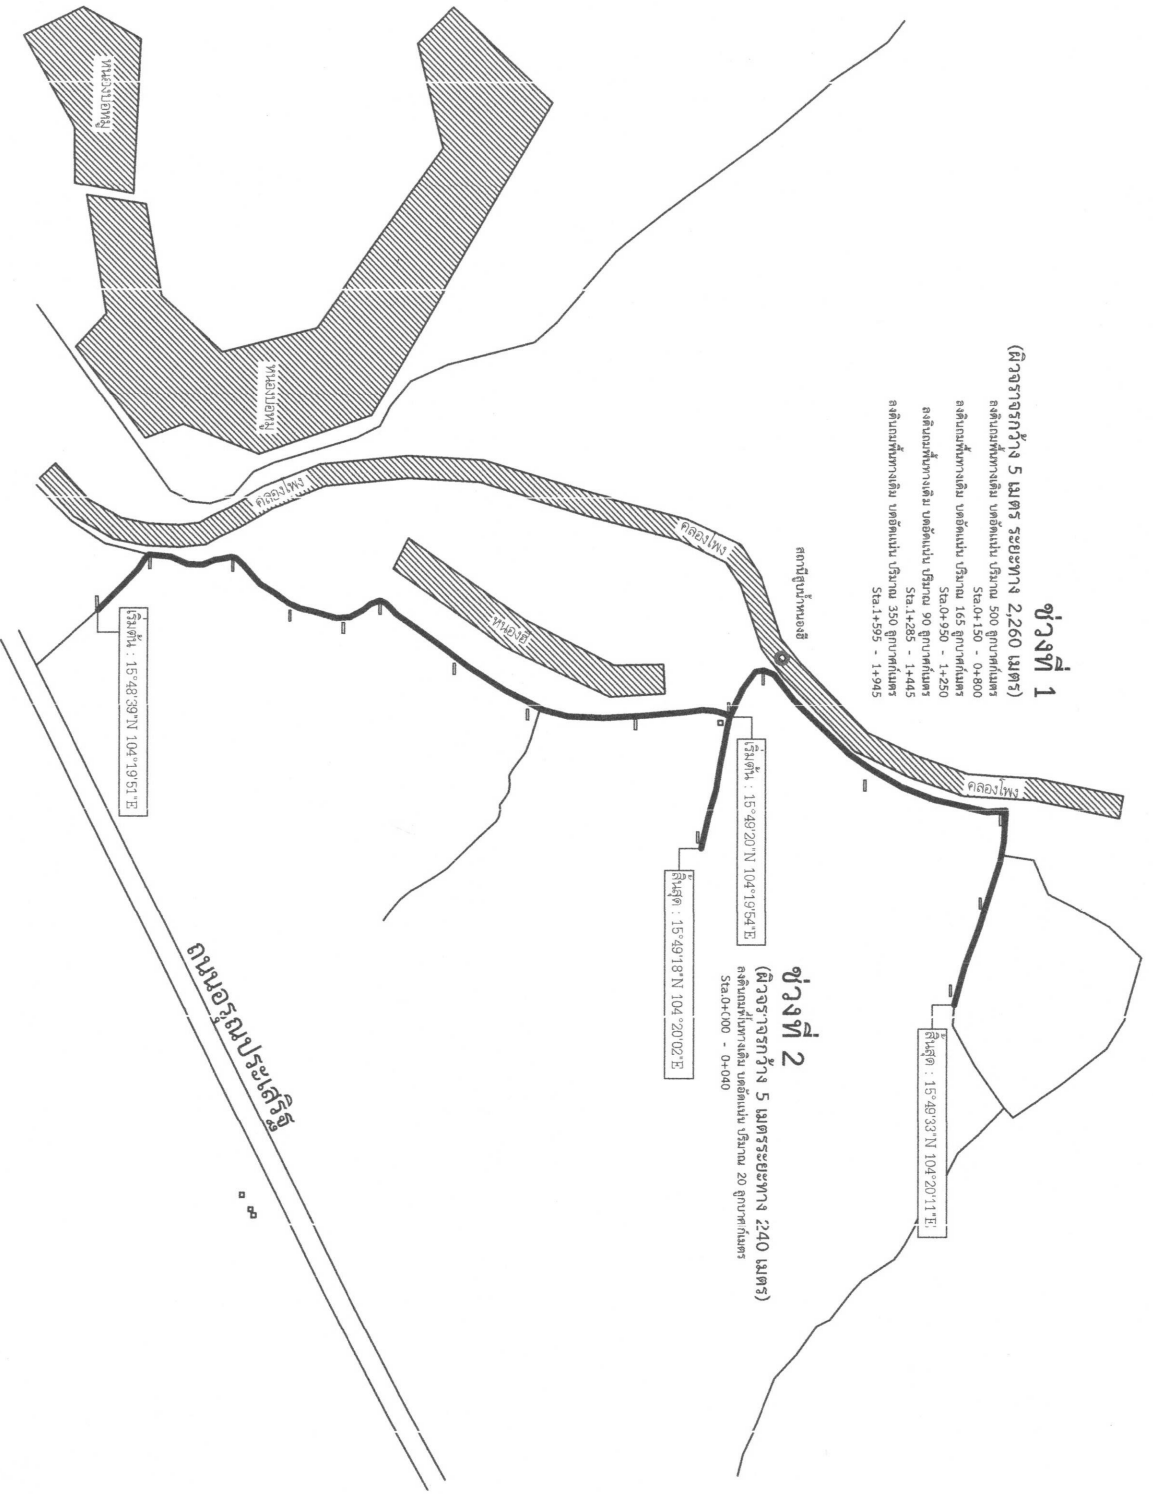 ช่วงที่ 1
(ผิวจราจรกว้าง 5 เมตร ระยะทาง 2,260 เมตร)
ลงดินถมพื้นทางเดิม บดอัดแน่น ปริมาณ 500 ลูกบาศก์เมตร
Sta.0+150 - 0+800
ลงดินถมพื้นทางเดิม บดอัดแน่น ปริมาณ 165 ลูกบาศก์เมตร
Sta.0+950 - 1+250
ลงดินถมพื้นทางเดิม บดอัดแน่น ปริมาณ 90 ลูกบาศก์เมตร
Sta.1+285 - 1+445
ลงดินถมพื้นทางเดิม บดอัดแน่น ปริมาณ 350 ลูกบาศก์เมตร
Sta.1+595 - 1+945
สถานีสูบน้ำหนองฮี
คลองโพง
คลองโพง
คลองโพง
หนองฮี
หนองบอหมู่
หนองบอหมู่
สิ้นสุด : 15°49'33"N 104°20'11"E
ช่วงที่ 2
(ผิวจราจรกว้าง 5 เมตรระยะทาง 240 เมตร)
ลงดินถมพื้นทางเดิม บดอัดแน่น ปริมาณ 20 ลูกบาศก์เมตร
Sta.0+000 - 0+040
เริ่มต้น : 15°49'20"N 104°19'54"E
สิ้นสุด : 15°49'18"N 104°20'02"E
เริ่มต้น : 15°48'39"N 104°19'51"E
ถนนอรุณประเสริฐ